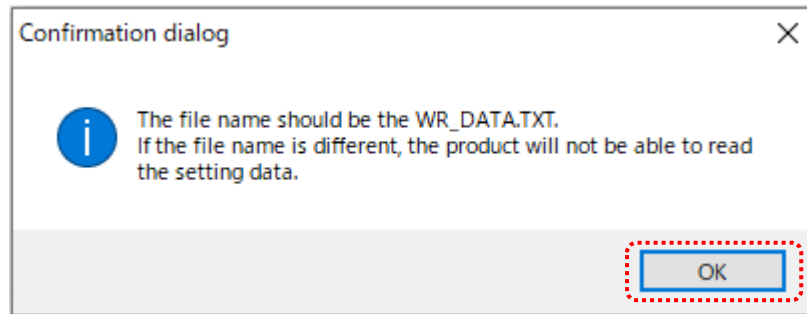 Confirmation dialog
The file name should be the WR_DATA.TXT.
If the file name is different, the product will not be able to read
the setting data.
OK